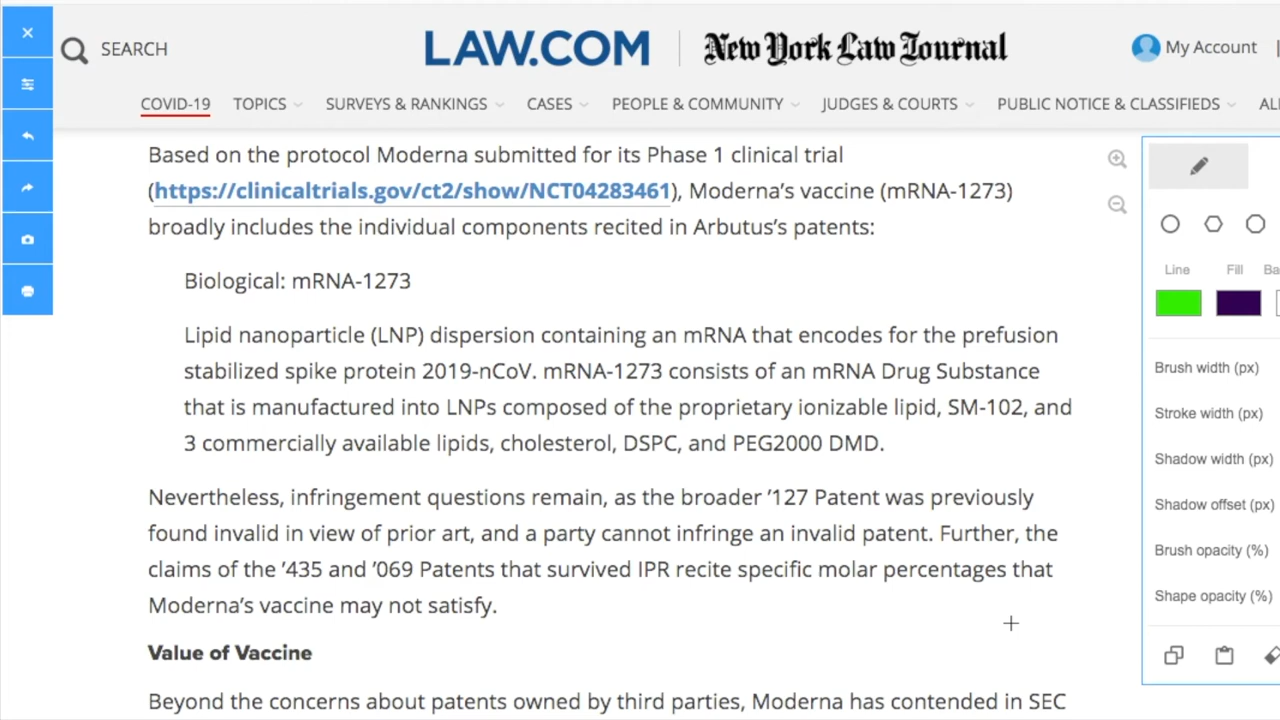 SEARCH
LAW.COM
New York Law Journal
My Account
COVID-19 TOPICS SURVEYS & RANKINGS CASES PEOPLE & COMMUNITY JUDGES & COURTS PUBLIC NOTICE & CLASSIFIEDS
Based on the protocol Moderna submitted for its Phase 1 clinical trial
(https://clinicaltrials.gov/ct2/show/NCT04283461), Moderna’s vaccine (mRNA-1273)
broadly includes the individual components recited in Arbutus’s patents:
Biological: mRNA-1273
Lipid nanoparticle (LNP) dispersion containing an mRNA that encodes for the prefusion
stabilized spike protein 2019-nCoV. mRNA-1273 consists of an mRNA Drug Substance
that is manufactured into LNPs composed of the proprietary ionizable lipid, SM-102, and
3 commercially available lipids, cholesterol, DSPC, and PEG2000 DMD.
Nevertheless, infringement questions remain, as the broader ’127 Patent was previously
found invalid in view of prior art, and a party cannot infringe an invalid patent. Further, the
claims of the ’435 and ’069 Patents that survived IPR recite specific molar percentages that
Moderna’s vaccine may not satisfy.
Value of Vaccine
Beyond the concerns about patents owned by third parties, Moderna has contended in SEC
Line Fill
Brush width (px)
Stroke width (px)
Shadow width (px)
Shadow offset (px)
Brush opacity (%)
Shape opacity (%)